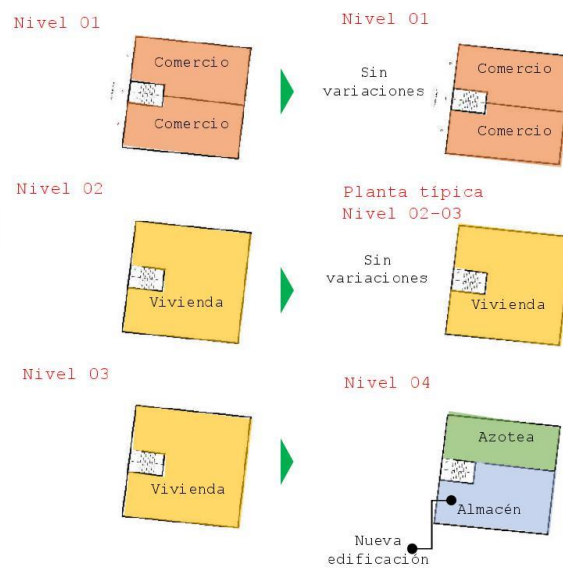 Nivel 01
Comercio
Comercio
Nivel 01
Sin
variaciones
Comercio
Comercio
Nivel 02
Vivienda
Planta típica
Nivel 02-03
Sin
variaciones
Vivienda
Nivel 03
Vivienda
Nivel 04
Azotea
Almacén
Nueva
edificación